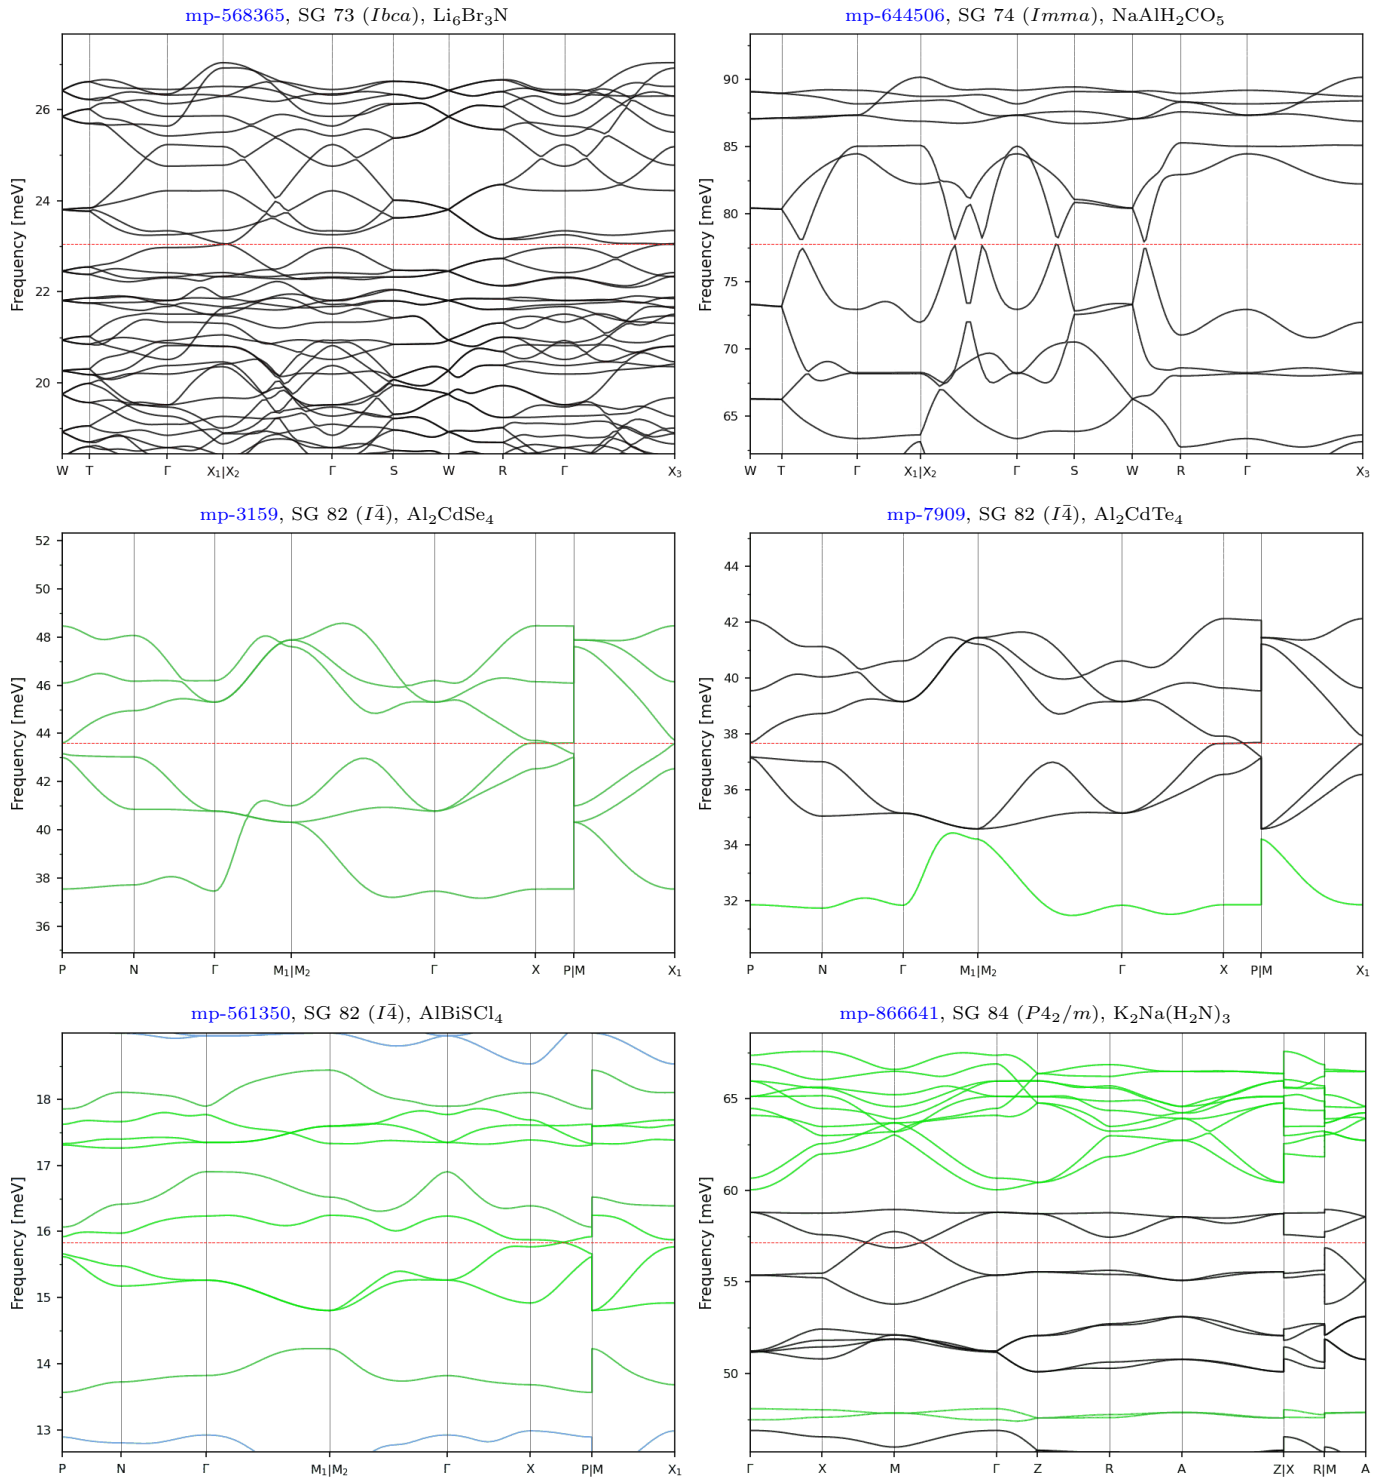 mp-568365, SG 73 (Ibca), Li₆Br₃N
Frequency [meV]
26
24
22
20
W T Γ X₁|X₂ Γ S W R Γ X₃
mp-644506, SG 74 (Imma), NaAlH₂CO₅
Frequency [meV]
90
85
80
75
70
65
W T Γ X₁|X₂ Γ S W R Γ X₃
mp-3159, SG 82 (I4̄), Al₂CdSe₄
Frequency [meV]
52
50
48
46
44
42
40
38
36
P N Γ M₁|M₂ Γ X P|M X₁
mp-7909, SG 82 (I4̄), Al₂CdTe₄
Frequency [meV]
44
42
40
38
36
34
32
P N Γ M₁|M₂ Γ X P|M X₁
mp-561350, SG 82 (I4̄), AlBiSCl₄
Frequency [meV]
18
17
16
15
14
13
P N Γ M₁|M₂ Γ X P|M X₁
mp-866641, SG 84 (P4₂/m), K₂Na(H₂N)₃
Frequency [meV]
65
60
55
50
Γ X M Γ Z R A Z|X R|M A